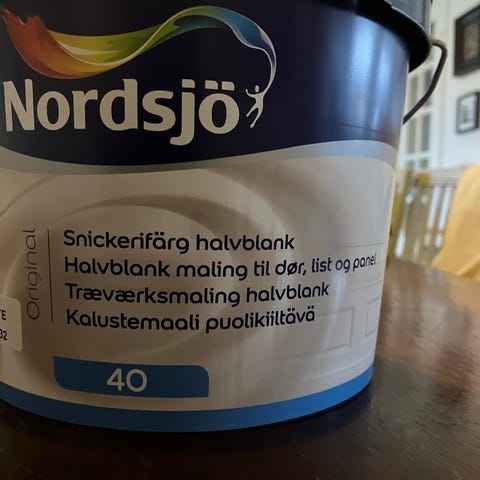 Nordsjö
Original
Snickerifärg halvblank
Halvblank maling til dør, list og panel
Træværksmaling halvblank
Kalustemaali puolikiiltävä
40